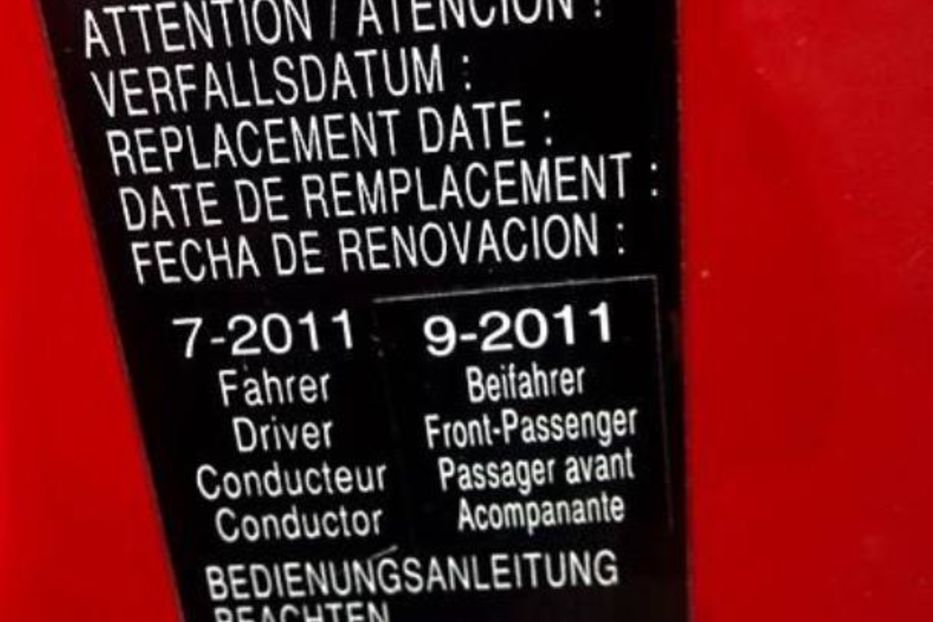 ATTENTION / ATENCION !
VERFALLSDATUM :
REPLACEMENT DATE :
DATE DE REMPLACEMENT :
FECHA DE RENOVACION :
7-2011 9-2011
Fahrer Beifahrer
Driver Front-Passenger
Conducteur Passager avant
Conductor Acompanante
BEDIENUNGSANLEITUNG
BEACHTEN